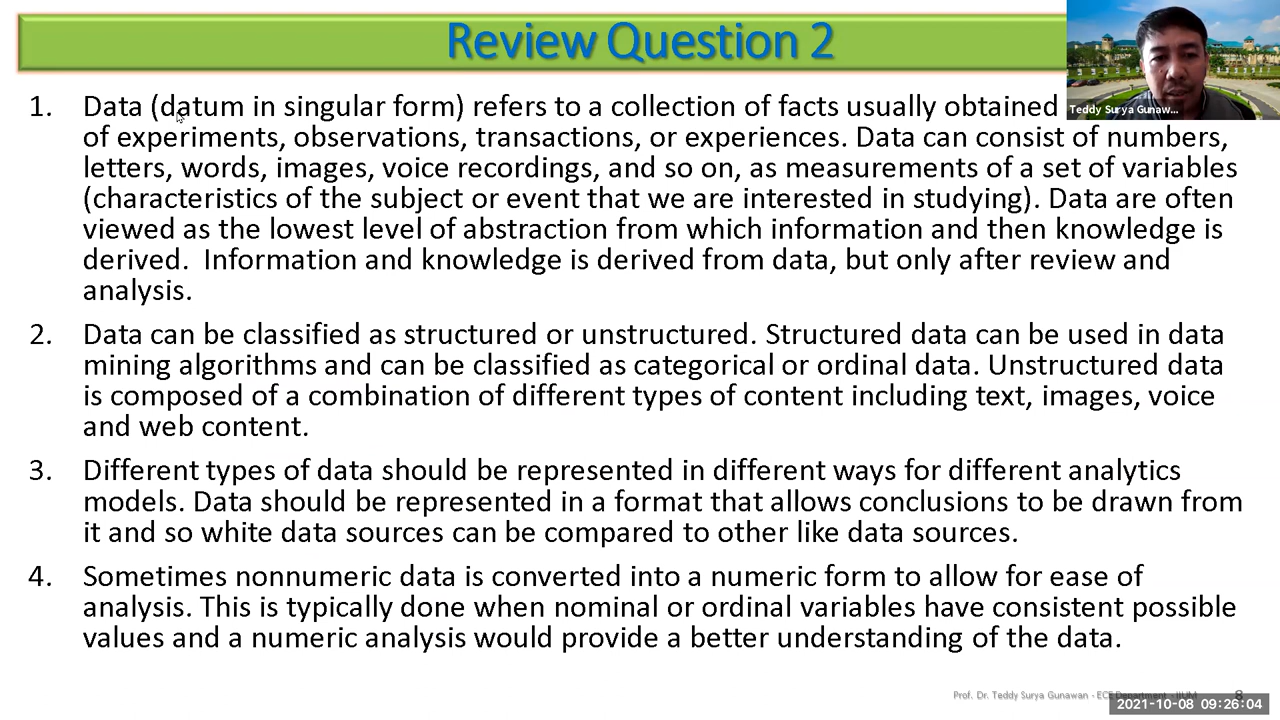 Review Question 2
Teddy Surya Gunaw...
1. Data (datum in singular form) refers to a collection of facts usually obtained
of experiments, observations, transactions, or experiences. Data can consist of numbers,
letters, words, images, voice recordings, and so on, as measurements of a set of variables
(characteristics of the subject or event that we are interested in studying). Data are often
viewed as the lowest level of abstraction from which information and then knowledge is
derived. Information and knowledge is derived from data, but only after review and
analysis.
2. Data can be classified as structured or unstructured. Structured data can be used in data
mining algorithms and can be classified as categorical or ordinal data. Unstructured data
is composed of a combination of different types of content including text, images, voice
and web content.
3. Different types of data should be represented in different ways for different analytics
models. Data should be represented in a format that allows conclusions to be drawn from
it and so white data sources can be compared to other like data sources.
4. Sometimes nonnumeric data is converted into a numeric form to allow for ease of
analysis. This is typically done when nominal or ordinal variables have consistent possible
values and a numeric analysis would provide a better understanding of the data.
Prof. Dr. Teddy Surya Gunawan - ECE Department - IIUM 8
2021-10-08 09:26:04